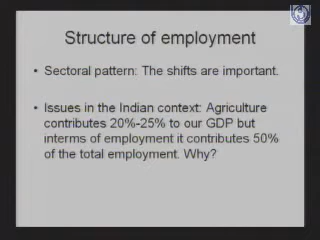 Structure of employment
• Sectoral pattern: The shifts are important.
• Issues in the Indian context: Agriculture
contributes 20%-25% to our GDP but
interms of employment it contributes 50%
of the total employment. Why?